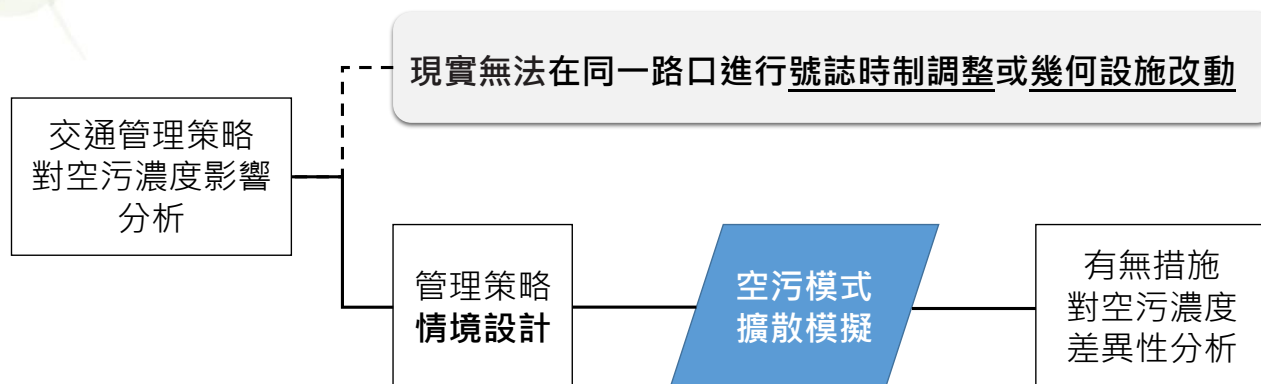 現實無法在同一路口進行號誌時制調整或幾何設施改動
交通管理策略
對空污濃度影響
分析
管理策略
情境設計
空污模式
擴散模擬
有無措施
對空污濃度
差異性分析